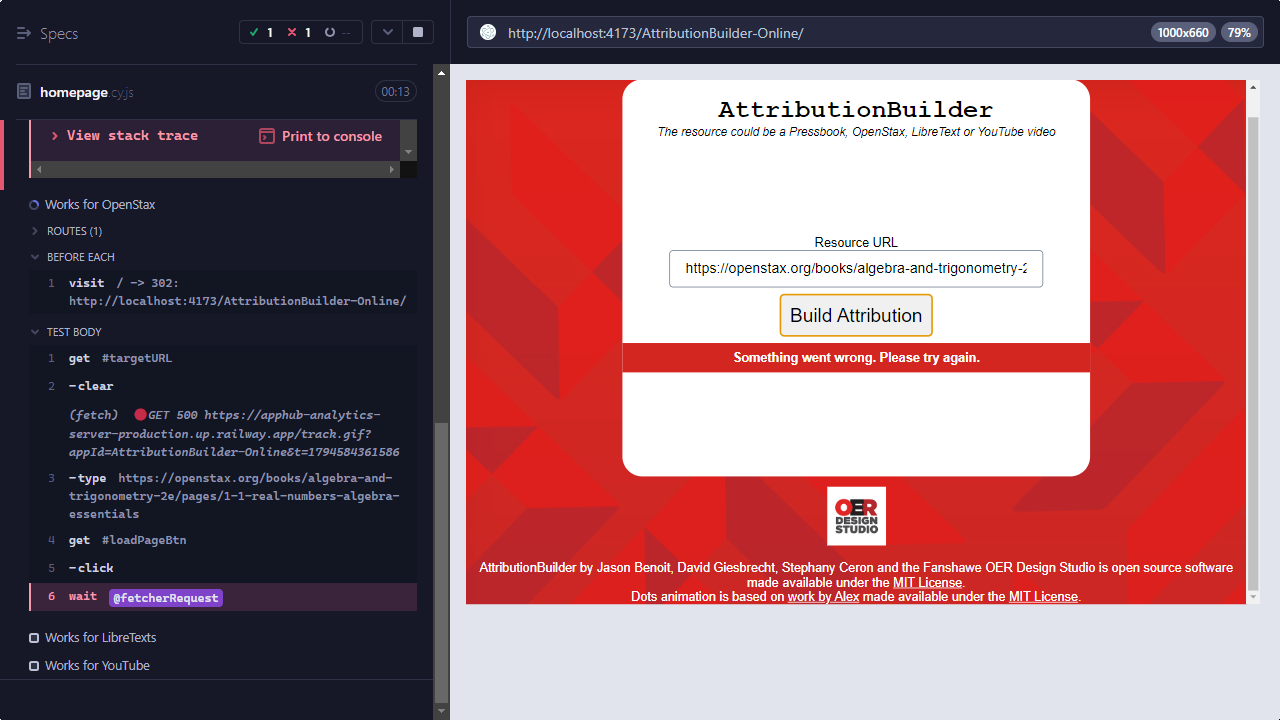 Specs
1
1
--
http://localhost:4173/AttributionBuilder-Online/
1000x660
79%
homepage.cy.js
00:13
View stack trace
Print to console
Works for OpenStax
ROUTES (1)
BEFORE EACH
1 visit / -> 302:
http://localhost:4173/AttributionBuilder-Online/
TEST BODY
1 get #targetURL
2 -clear
(fetch) GET 500 https://apphub-analytics-
server-production.up.railway.app/track.gif?
appId=AttributionBuilder-Online&t=1794584361586
3 -type https://openstax.org/books/algebra-and-
trigonometry-2e/pages/1-1-real-numbers-algebra-
essentials
4 get #loadPageBtn
5 -click
6 wait @fetcherRequest
Works for LibreTexts
Works for YouTube
AttributionBuilder
The resource could be a Pressbook, OpenStax, LibreText or YouTube video
Resource URL
https://openstax.org/books/algebra-and-trigonometry-2
Build Attribution
Something went wrong. Please try again.
OER
DESIGN
STUDIO
AttributionBuilder by Jason Benoit, David Giesbrecht, Stephany Ceron and the Fanshawe OER Design Studio is open source software
made available under the MIT License.
Dots animation is based on work by Alex made available under the MIT License.